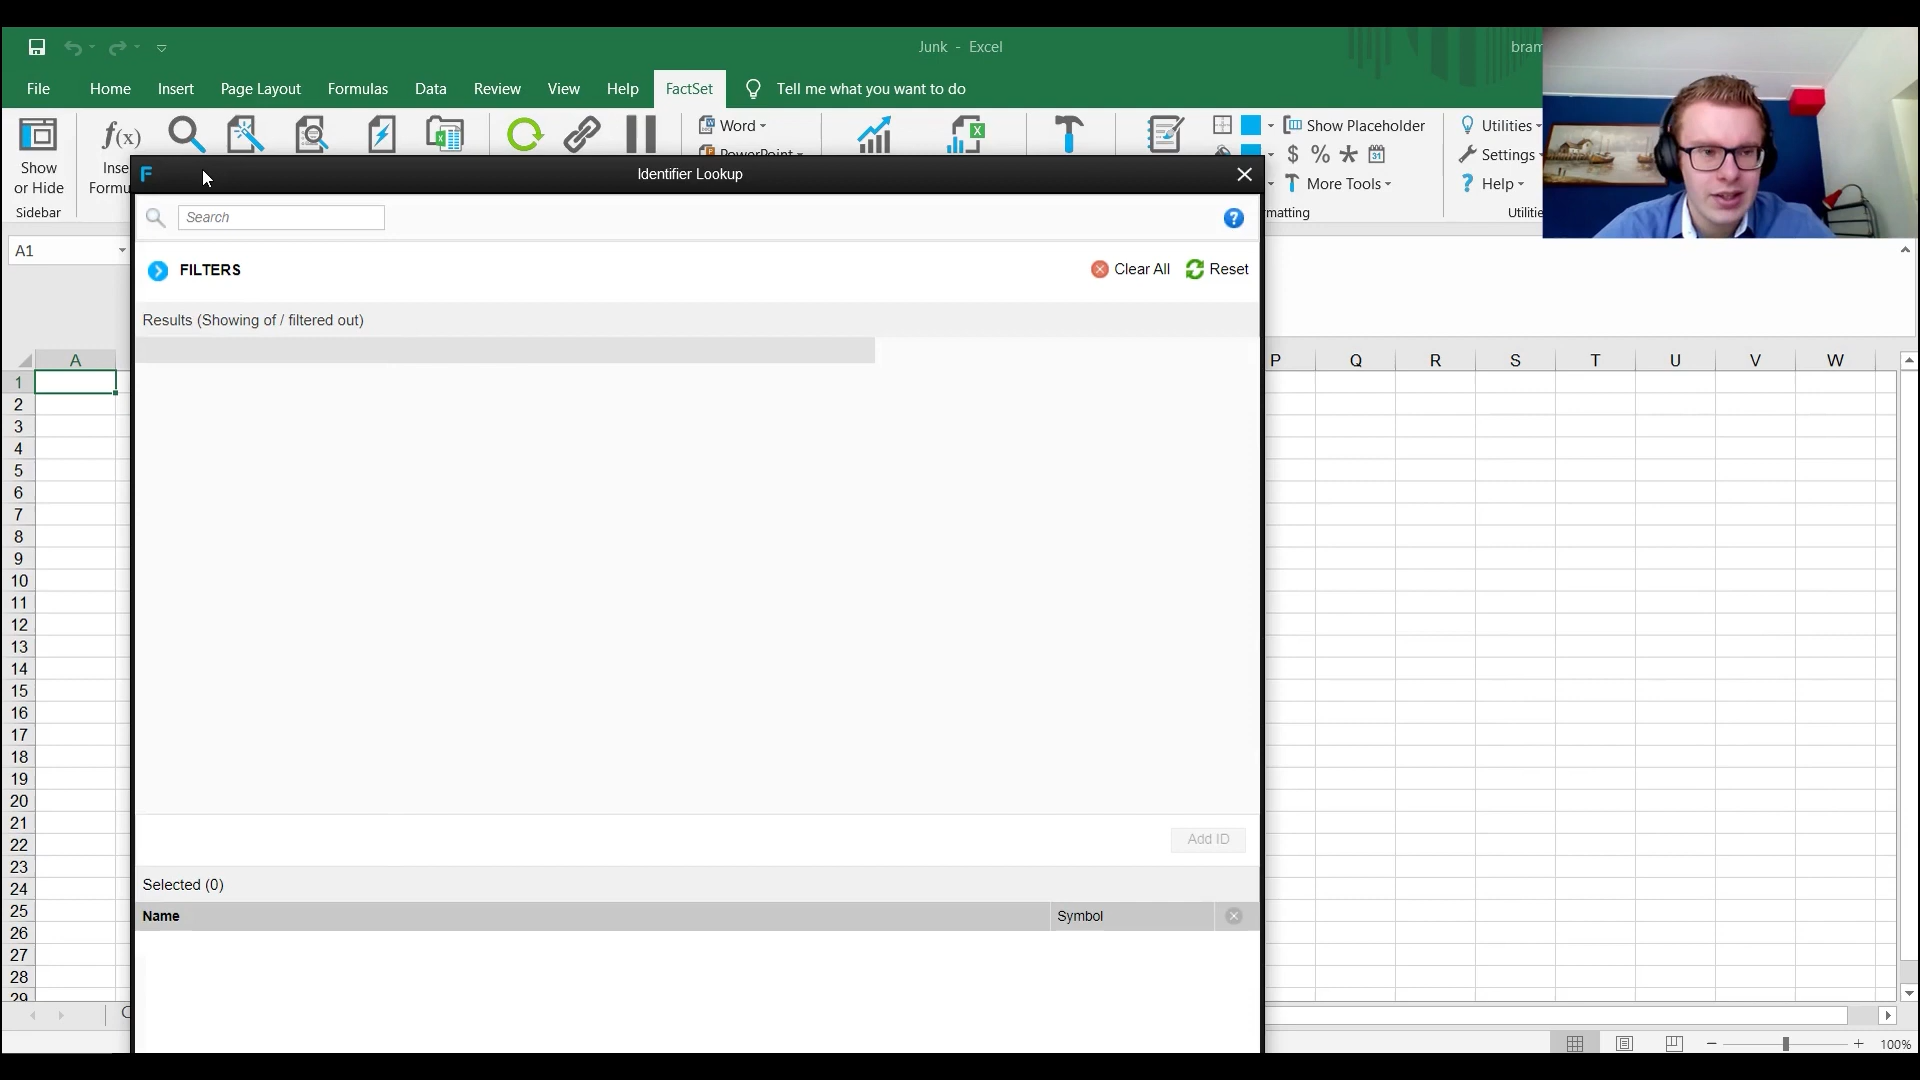 Junk - Excel
bram
File Home Insert Page Layout Formulas Data Review View Help FactSet Tell me what you want to do
f(x) Word Show Placeholder Utilities
PowerPoint $ % * 31 Settings
Show Inse More Tools Help
or Hide Formu
Sidebar matting Utilitie
F Identifier Lookup
Search ?
A1
FILTERS Clear All Reset
Results (Showing of / filtered out)
A P Q R S T U V W
1
2
3
4
5
6
7
8
9
10
11
12
13
14
15
16
17
18
19
20
21
22
23
24
25
26
27
28
29
Add ID
Selected (0)
Name Symbol
100%